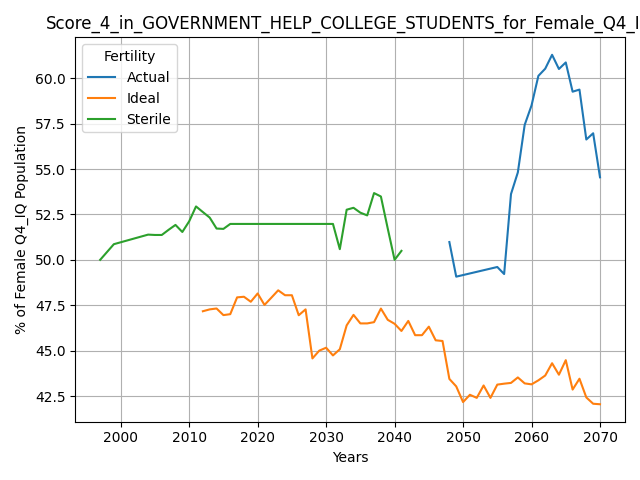 Score_4_in_GOVERNMENT_HELP_COLLEGE_STUDENTS_for_Female_Q4_I
Fertility
Actual
Ideal
Sterile
% of Female Q4_IQ Population
60.0
57.5
55.0
52.5
50.0
47.5
45.0
42.5
2000 2010 2020 2030 2040 2050 2060 2070
Years